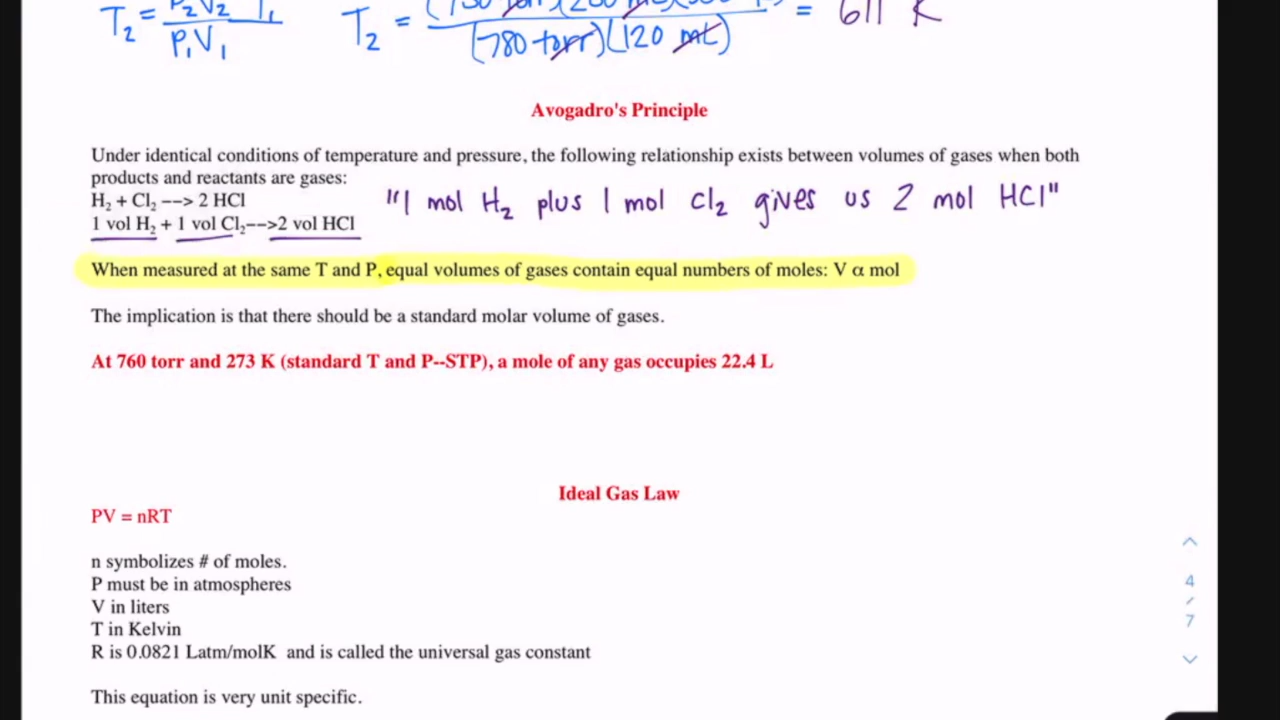 T₂ = P₂V₂ T₁
P₁V₁
T₂ =
= 611 K
(780 torr)(120 mL)
Avogadro's Principle
Under identical conditions of temperature and pressure, the following relationship exists between volumes of gases when both
products and reactants are gases:
H₂ + Cl₂ --> 2 HCl
"1 mol H₂ plus 1 mol Cl₂ gives us 2 mol HCl"
1 vol H₂ + 1 vol Cl₂-->2 vol HCl
When measured at the same T and P, equal volumes of gases contain equal numbers of moles: V α mol
The implication is that there should be a standard molar volume of gases.
At 760 torr and 273 K (standard T and P--STP), a mole of any gas occupies 22.4 L
Ideal Gas Law
PV = nRT
n symbolizes # of moles.
P must be in atmospheres
V in liters
T in Kelvin
R is 0.0821 Latm/molK and is called the universal gas constant
This equation is very unit specific.
4
/
7